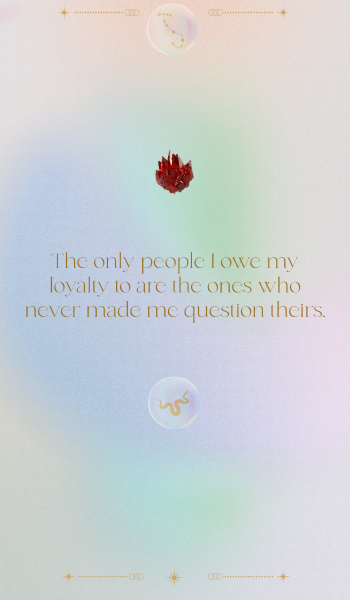 The only people I owe my
loyalty to are the ones who
never made me question theirs.